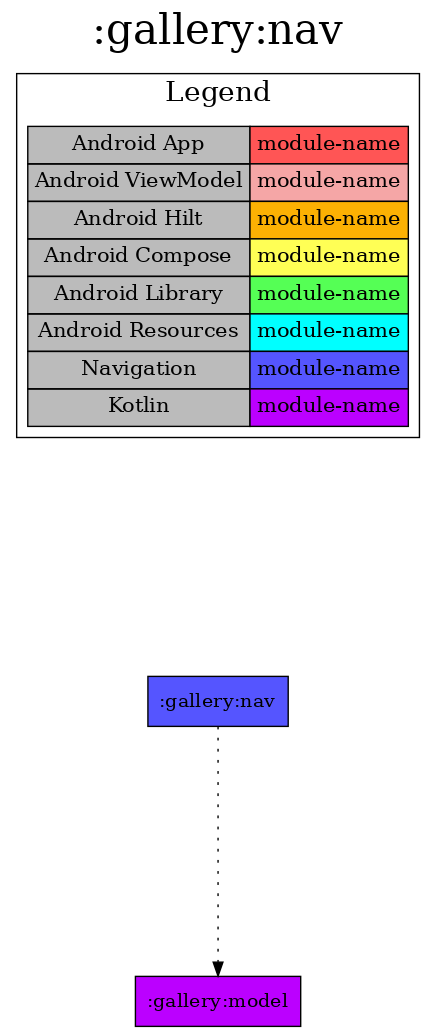 :gallery:nav
Legend
Android App module-name
Android ViewModel module-name
Android Hilt module-name
Android Compose module-name
Android Library module-name
Android Resources module-name
Navigation module-name
Kotlin module-name
:gallery:nav
:gallery:model